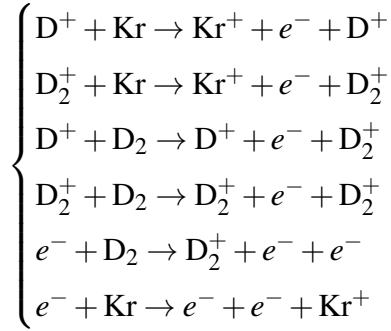 D⁺ + Kr → Kr⁺ + e⁻ + D⁺
D₂⁺ + Kr → Kr⁺ + e⁻ + D₂⁺
D⁺ + D₂ → D⁺ + e⁻ + D₂⁺
D₂⁺ + D₂ → D₂⁺ + e⁻ + D₂⁺
e⁻ + D₂ → D₂⁺ + e⁻ + e⁻
e⁻ + Kr → e⁻ + e⁻ + Kr⁺